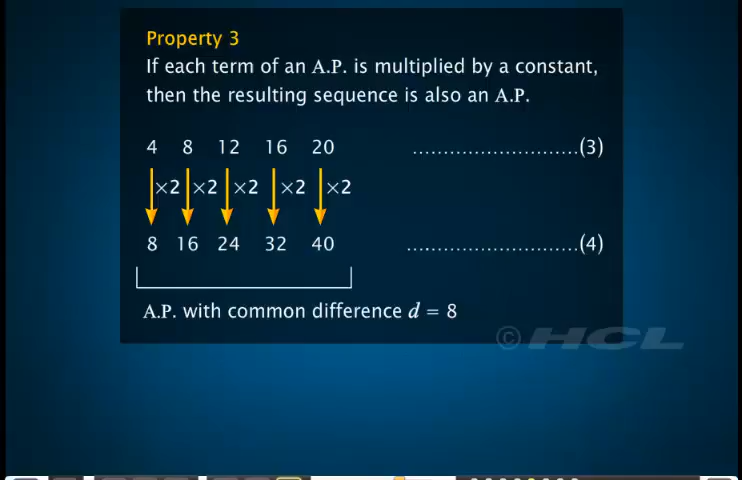 Property 3
If each term of an A.P. is multiplied by a constant,
then the resulting sequence is also an A.P.
4 8 12 16 20 ...........................(3)
×2 ×2 ×2 ×2 ×2
8 16 24 32 40 ............................(4)
A.P. with common difference d = 8
© HCL